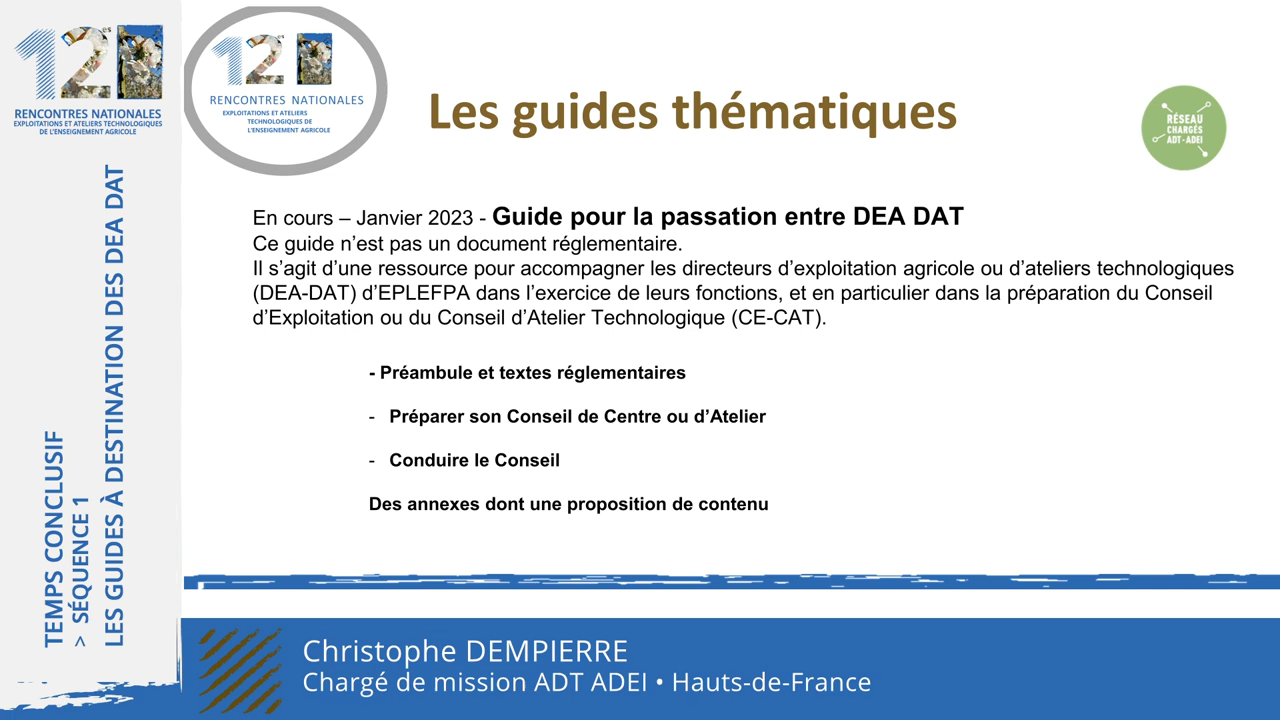 12es
RENCONTRES NATIONALES
EXPLOITATIONS ET ATELIERS TECHNOLOGIQUES
DE L'ENSEIGNEMENT AGRICOLE
TEMPS CONCLUSIF
> SÉQUENCE 1
LES GUIDES À DESTINATION DES DEA DAT
12es
RENCONTRES NATIONALES
EXPLOITATIONS ET ATELIERS
TECHNOLOGIQUES DE
L'ENSEIGNEMENT AGRICOLE
Les guides thématiques
RÉSEAU
CHARGÉS
ADT-ADEI
En cours – Janvier 2023 - Guide pour la passation entre DEA DAT
Ce guide n’est pas un document réglementaire.
Il s’agit d’une ressource pour accompagner les directeurs d’exploitation agricole ou d’ateliers technologiques
(DEA-DAT) d’EPLEFPA dans l’exercice de leurs fonctions, et en particulier dans la préparation du Conseil
d’Exploitation ou du Conseil d’Atelier Technologique (CE-CAT).
- Préambule et textes réglementaires
- Préparer son Conseil de Centre ou d’Atelier
- Conduire le Conseil
Des annexes dont une proposition de contenu
Christophe DEMPIERRE
Chargé de mission ADT ADEI • Hauts-de-France